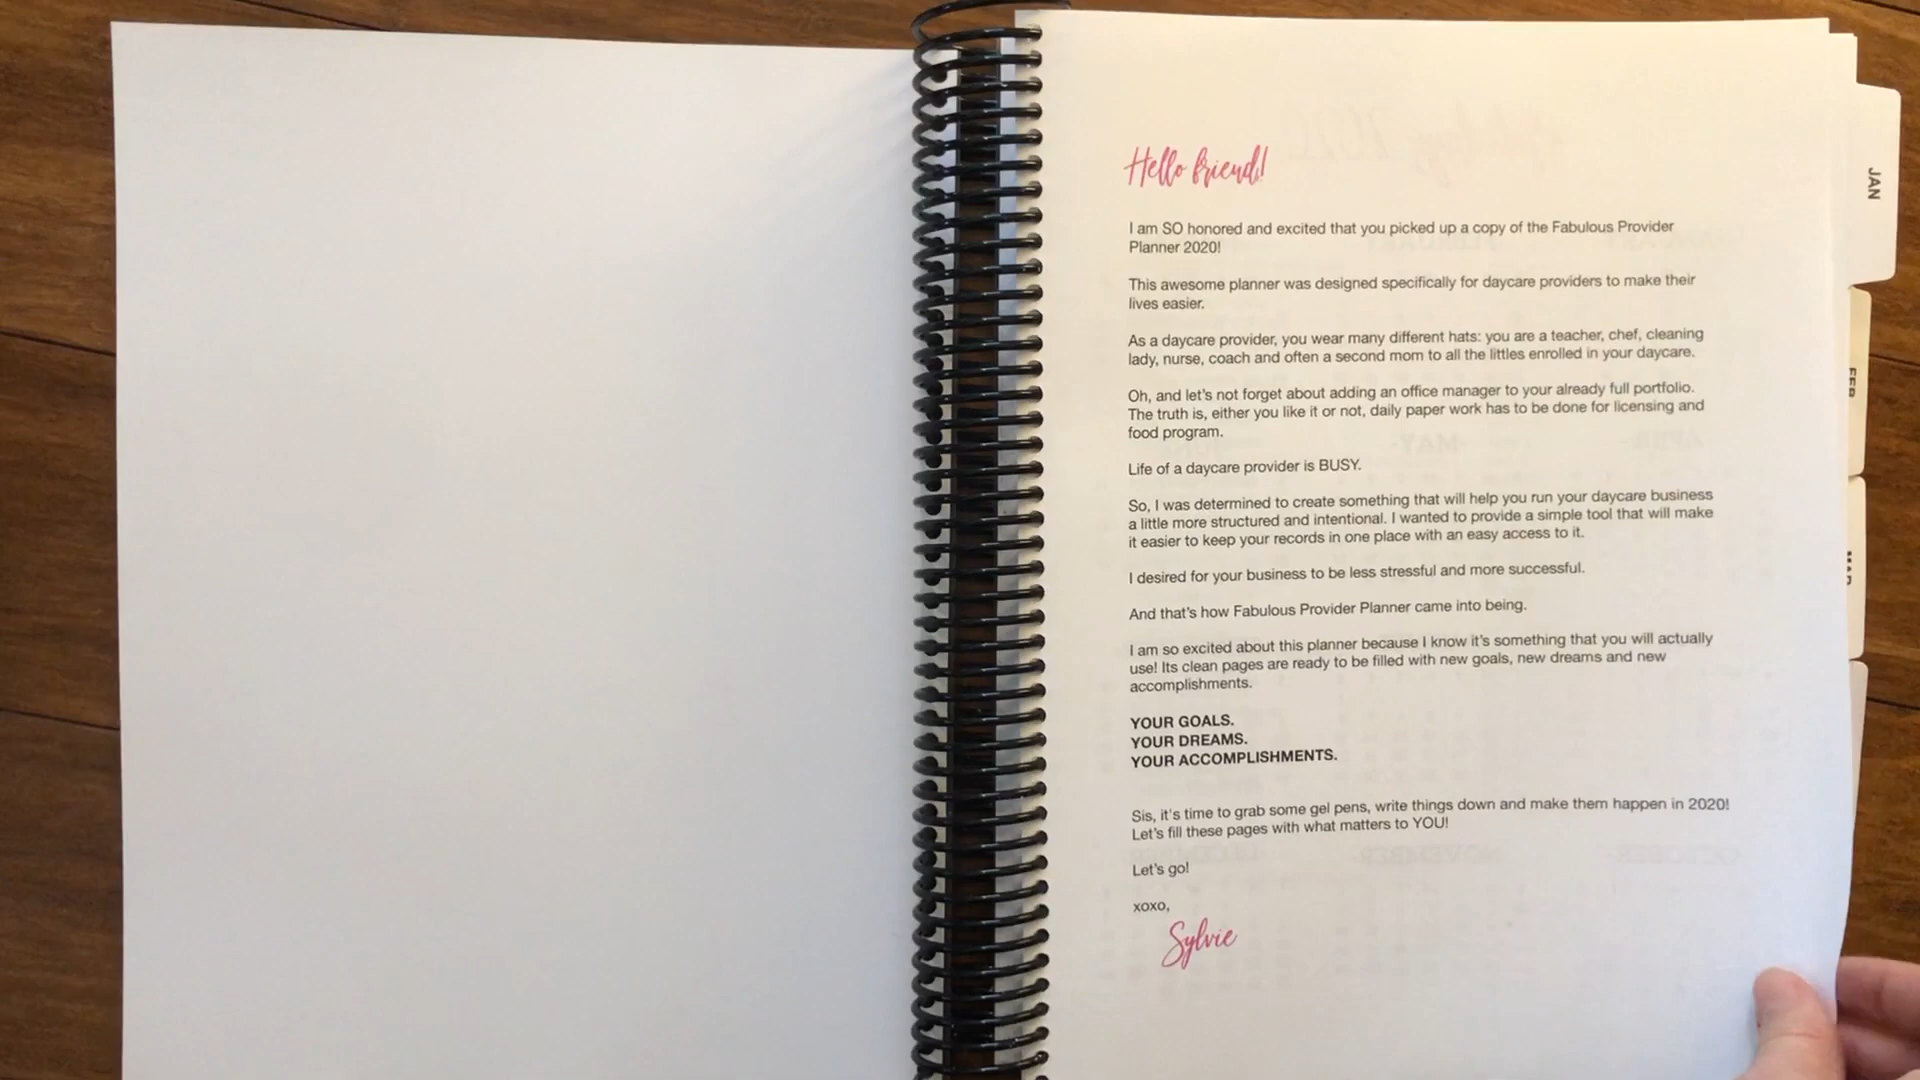 Hello friend!
I am SO honored and excited that you picked up a copy of the Fabulous Provider
Planner 2020!
This awesome planner was designed specifically for daycare providers to make their
lives easier.
As a daycare provider, you wear many different hats: you are a teacher, chef, cleaning
lady, nurse, coach and often a second mom to all the littles enrolled in your daycare.
Oh, and let's not forget about adding an office manager to your already full portfolio.
The truth is, either you like it or not, daily paper work has to be done for licensing and
food program.
Life of a daycare provider is BUSY.
So, I was determined to create something that will help you run your daycare business
a little more structured and intentional. I wanted to provide a simple tool that will make
it easier to keep your records in one place with an easy access to it.
I desired for your business to be less stressful and more successful.
And that's how Fabulous Provider Planner came into being.
I am so excited about this planner because I know it's something that you will actually
use! Its clean pages are ready to be filled with new goals, new dreams and new
accomplishments.
YOUR GOALS.
YOUR DREAMS.
YOUR ACCOMPLISHMENTS.
Sis, it's time to grab some gel pens, write things down and make them happen in 2020!
Let's fill these pages with what matters to YOU!
Let's go!
xoxo,
Sylvie
JAN
FEB
MAR